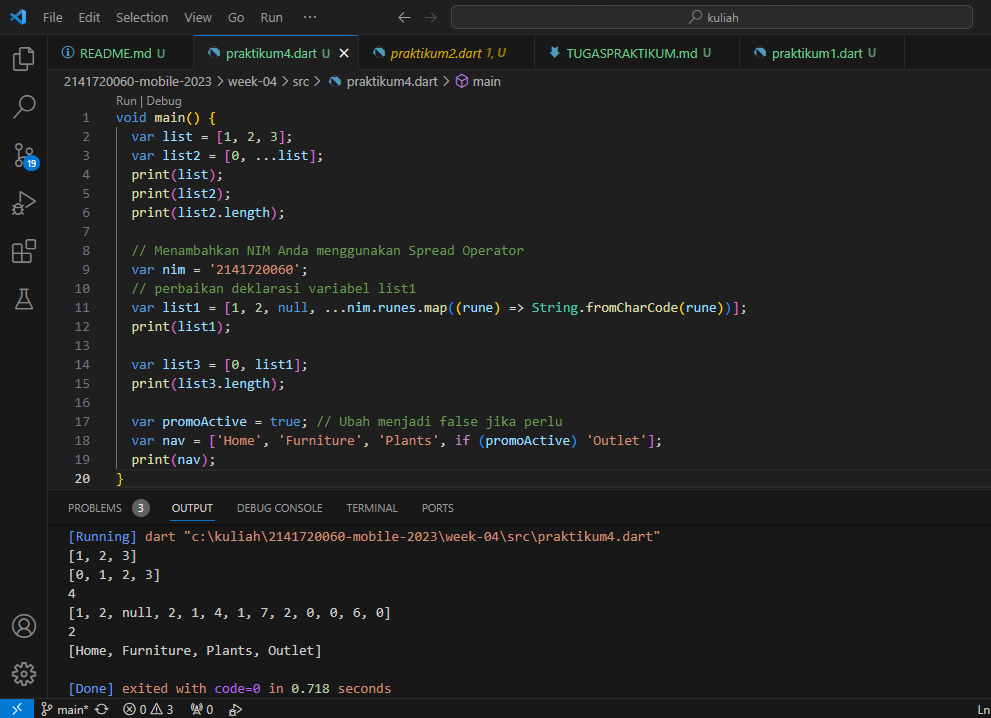 File Edit Selection View Go Run ··· kuliah
README.md U praktikum4.dart U praktikum2.dart 1, U TUGASPRAKTIKUM.md U praktikum1.dart U
2141720060-mobile-2023 > week-04 > src > praktikum4.dart > main
Run | Debug
1 void main() {
2 var list = [1, 2, 3];
3 var list2 = [0, ...list];
4 print(list);
5 print(list2);
6 print(list2.length);
7
8 // Menambahkan NIM Anda menggunakan Spread Operator
9 var nim = '2141720060';
10 // perbaikan deklarasi variabel list1
11 var list1 = [1, 2, null, ...nim.runes.map((rune) => String.fromCharCode(rune))];
12 print(list1);
13
14 var list3 = [0, list1];
15 print(list3.length);
16
17 var promoActive = true; // Ubah menjadi false jika perlu
18 var nav = ['Home', 'Furniture', 'Plants', if (promoActive) 'Outlet'];
19 print(nav);
20 }
19
PROBLEMS 3 OUTPUT DEBUG CONSOLE TERMINAL PORTS
[Running] dart "c:\kuliah\2141720060-mobile-2023\week-04\src\praktikum4.dart"
[1, 2, 3]
[0, 1, 2, 3]
4
[1, 2, null, 2, 1, 4, 1, 7, 2, 0, 0, 6, 0]
2
[Home, Furniture, Plants, Outlet]
[Done] exited with code=0 in 0.718 seconds
main* 0 3 0 Ln